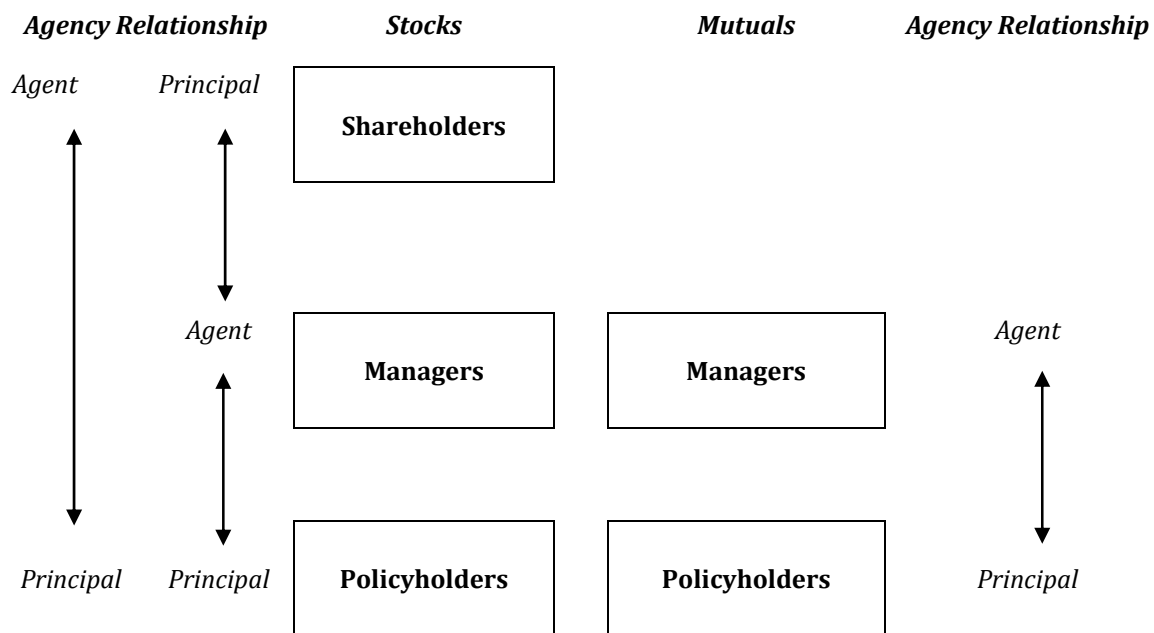 Agency Relationship Stocks Mutuals Agency Relationship
Agent Principal
Shareholders
Agent Agent
Managers Managers
Policyholders Policyholders
Principal Principal Principal